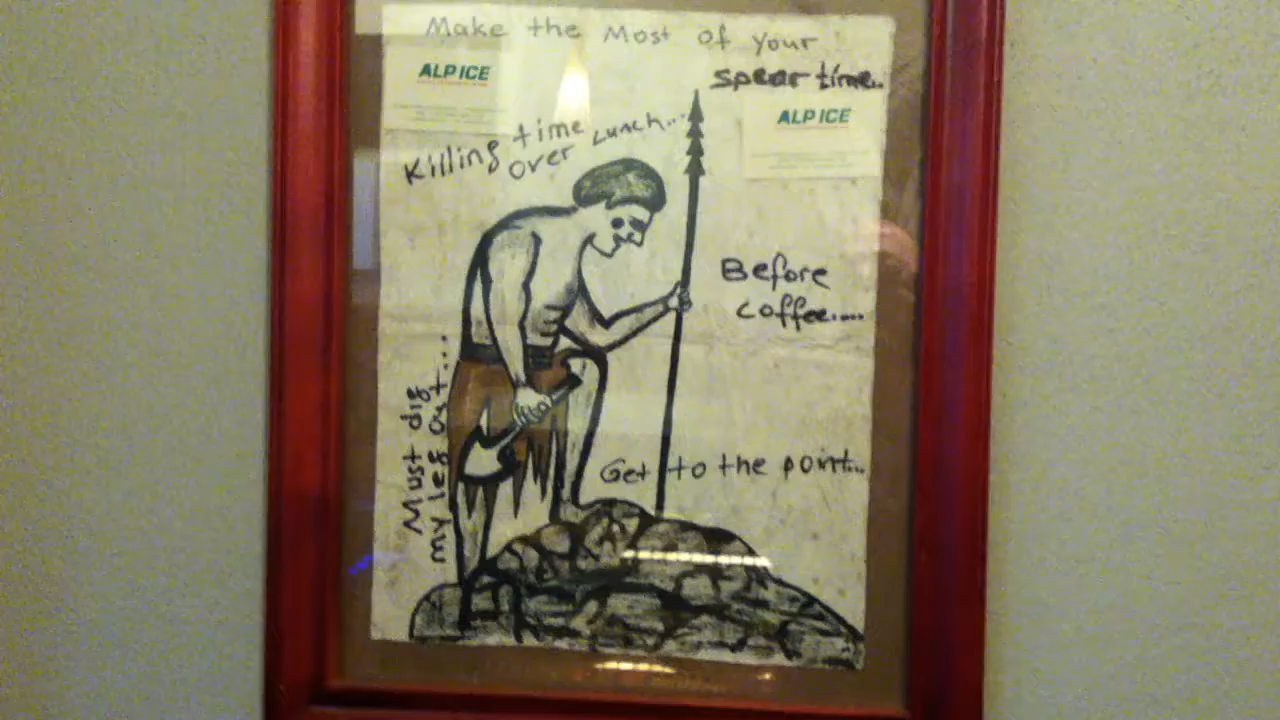 Make the Most of your
spear time..
ALP ICE
ALP ICE
Killing time
over Lunch...
Before
coffee.....
Get to the point...
Must dig
my leg out...